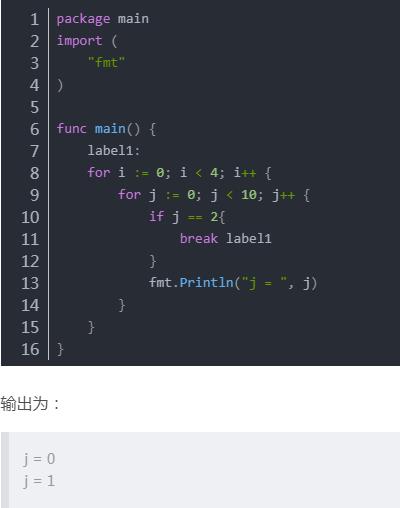 1 package main
2 import (
3     "fmt"
4 )
5
6 func main() {
7     label1:
8     for i := 0; i < 4; i++ {
9         for j := 0; j < 10; j++ {
10             if j == 2{
11                 break label1
12             }
13             fmt.Println("j = ", j)
14         }
15     }
16 }
输出为：
j = 0
j = 1